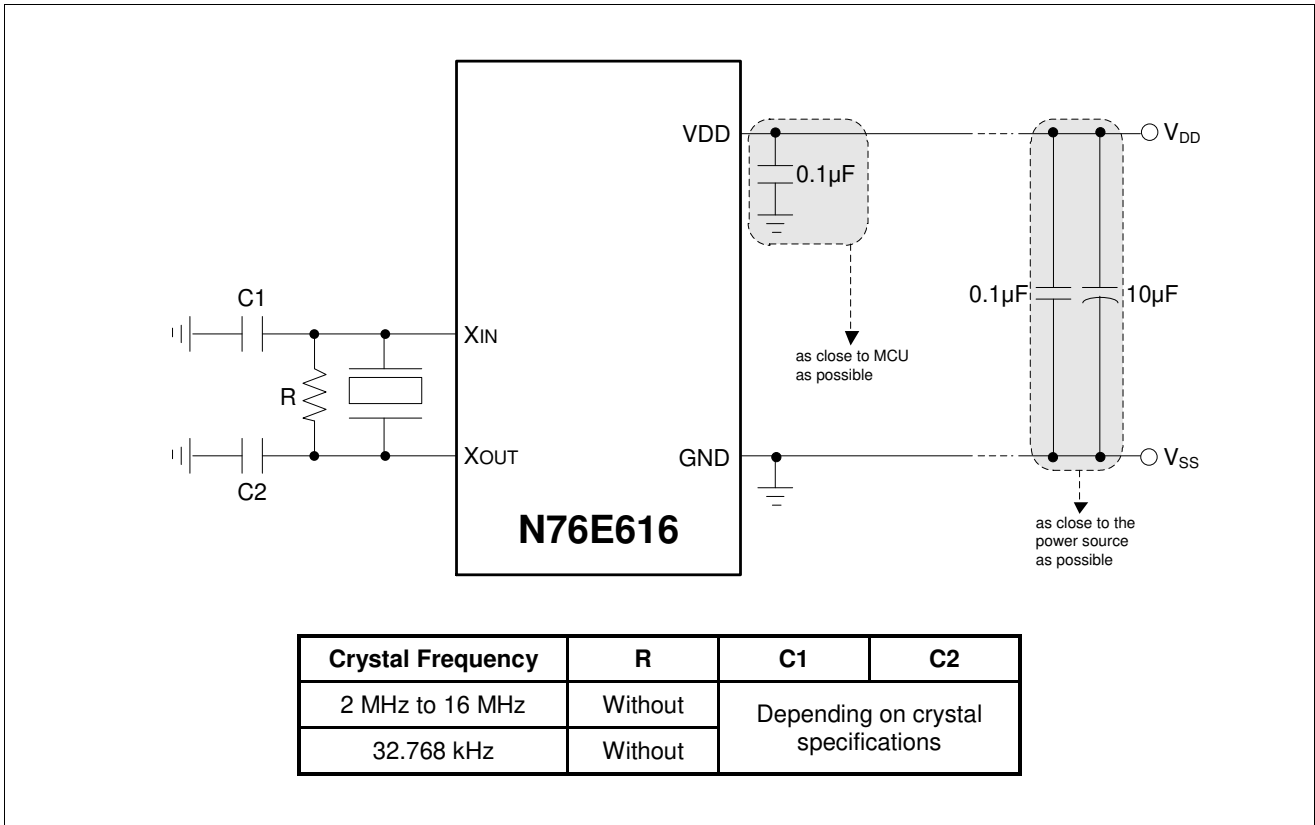 VDD
V_DD
0.1µF
C1
0.1µF
10µF
XIN
as close to MCU
as possible
R
XOUT
GND
V_SS
C2
N76E616
as close to the
power source
as possible
Crystal Frequency R C1 C2
2 MHz to 16 MHz Without Depending on crystal
specifications
32.768 kHz Without